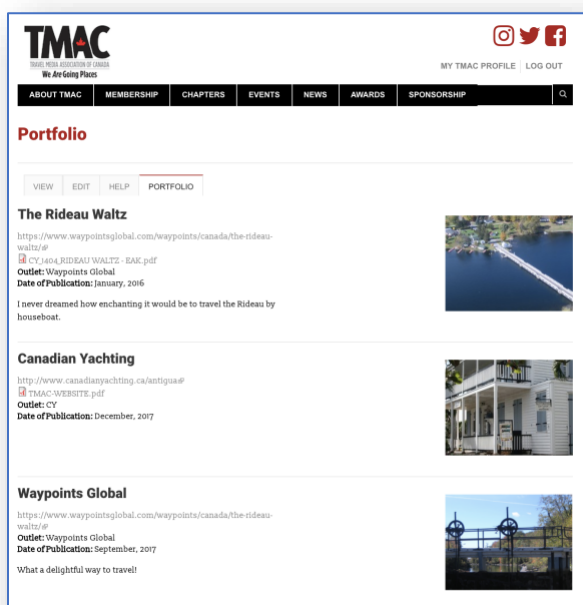 TMAC
TRAVEL MEDIA ASSOCIATION OF CANADA
We Are Going Places
MY TMAC PROFILE LOG OUT
ABOUT TMAC MEMBERSHIP CHAPTERS EVENTS NEWS AWARDS SPONSORSHIP
Portfolio
VIEW EDIT HELP PORTFOLIO
The Rideau Waltz
https://www.waypointsglobal.com/waypoints/canada/the-rideau-
waltz/
CY_1404_RIDEAU WALTZ - EAK.pdf
Outlet: Waypoints Global
Date of Publication: January, 2016
I never dreamed how enchanting it would be to travel the Rideau by
houseboat.
Canadian Yachting
http://www.canadianyachting.ca/antigua
TMAC-WEBSITE.pdf
Outlet: CY
Date of Publication: December, 2017
Waypoints Global
https://www.waypointsglobal.com/waypoints/canada/the-rideau-
waltz/
Outlet: Waypoints Global
Date of Publication: September, 2017
What a delightful way to travel!